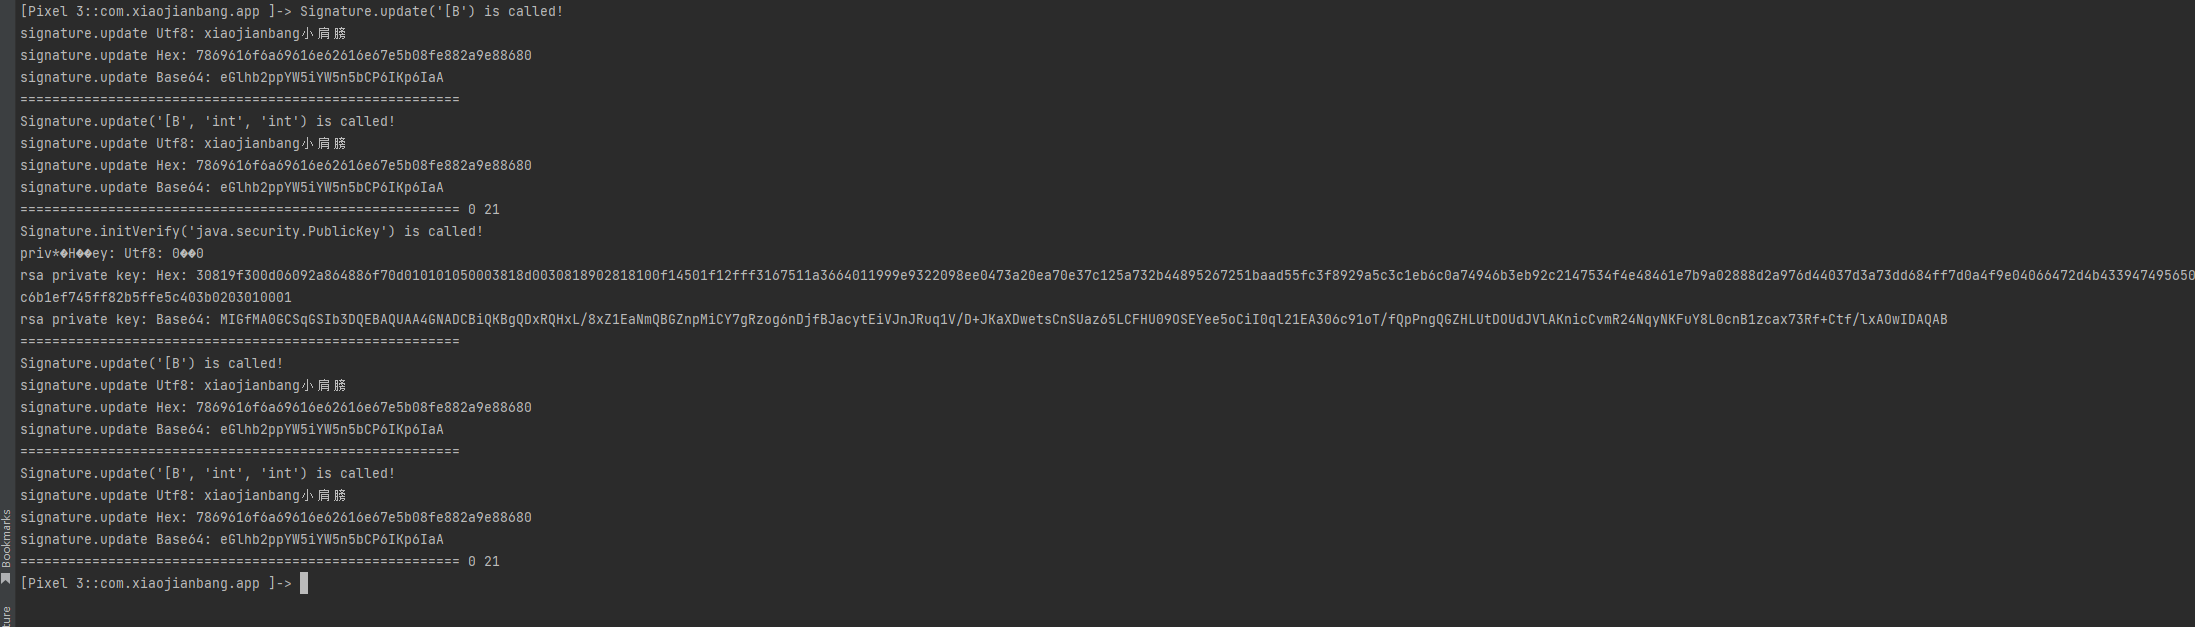 [Pixel 3::com.xiaojianbang.app ]-> Signature.update('[B') is called!
signature.update Utf8: xiaojianbang小肩膀
signature.update Hex: 7869616f6a69616e62616e67e5b08fe882a9e88680
signature.update Base64: eGlhb2ppYW5iYW5n5bCP6IKp6IaA
=======================================================
Signature.update('[B', 'int', 'int') is called!
signature.update Utf8: xiaojianbang小肩膀
signature.update Hex: 7869616f6a69616e62616e67e5b08fe882a9e88680
signature.update Base64: eGlhb2ppYW5iYW5n5bCP6IKp6IaA
======================================================= 0 21
Signature.initVerify('java.security.PublicKey') is called!
priv*�H��ey: Utf8: 0��0
rsa private key: Hex: 30819f300d06092a864886f70d010101050003818d0030818902818100f14501f12fff3167511a3664011999e9322098ee0473a20ea70e37c125a732b44895267251baad55fc3f8929a5c3c1eb6c0a74946b3eb92c2147534f4e48461e7b9a02888d2a976d44037d3a73dd684ff7d0a4f9e04066472d4b433947495650
c6b1ef745ff82b5ffe5c403b0203010001
rsa private key: Base64: MIGfMA0GCSqGSIb3DQEBAQUAA4GNADCBiQKBgQDxRQHxL/8xZ1EaNmQBGZnpMiCY7gRzog6nDjfBJacytEiVJnJRuq1V/D+JKaXDwetsCnSUaz65LCFHU09OSEYee5oCiI0ql21EA306c91oT/fQpPngQGZHLUtDOUdJVlAKnicCvmR24NqyNKFuY8L0cnB1zcax73Rf+Ctf/lxAOwIDAQAB
=======================================================
Signature.update('[B') is called!
signature.update Utf8: xiaojianbang小肩膀
signature.update Hex: 7869616f6a69616e62616e67e5b08fe882a9e88680
signature.update Base64: eGlhb2ppYW5iYW5n5bCP6IKp6IaA
=======================================================
Signature.update('[B', 'int', 'int') is called!
signature.update Utf8: xiaojianbang小肩膀
signature.update Hex: 7869616f6a69616e62616e67e5b08fe882a9e88680
signature.update Base64: eGlhb2ppYW5iYW5n5bCP6IKp6IaA
======================================================= 0 21
[Pixel 3::com.xiaojianbang.app ]->
Bookmarks